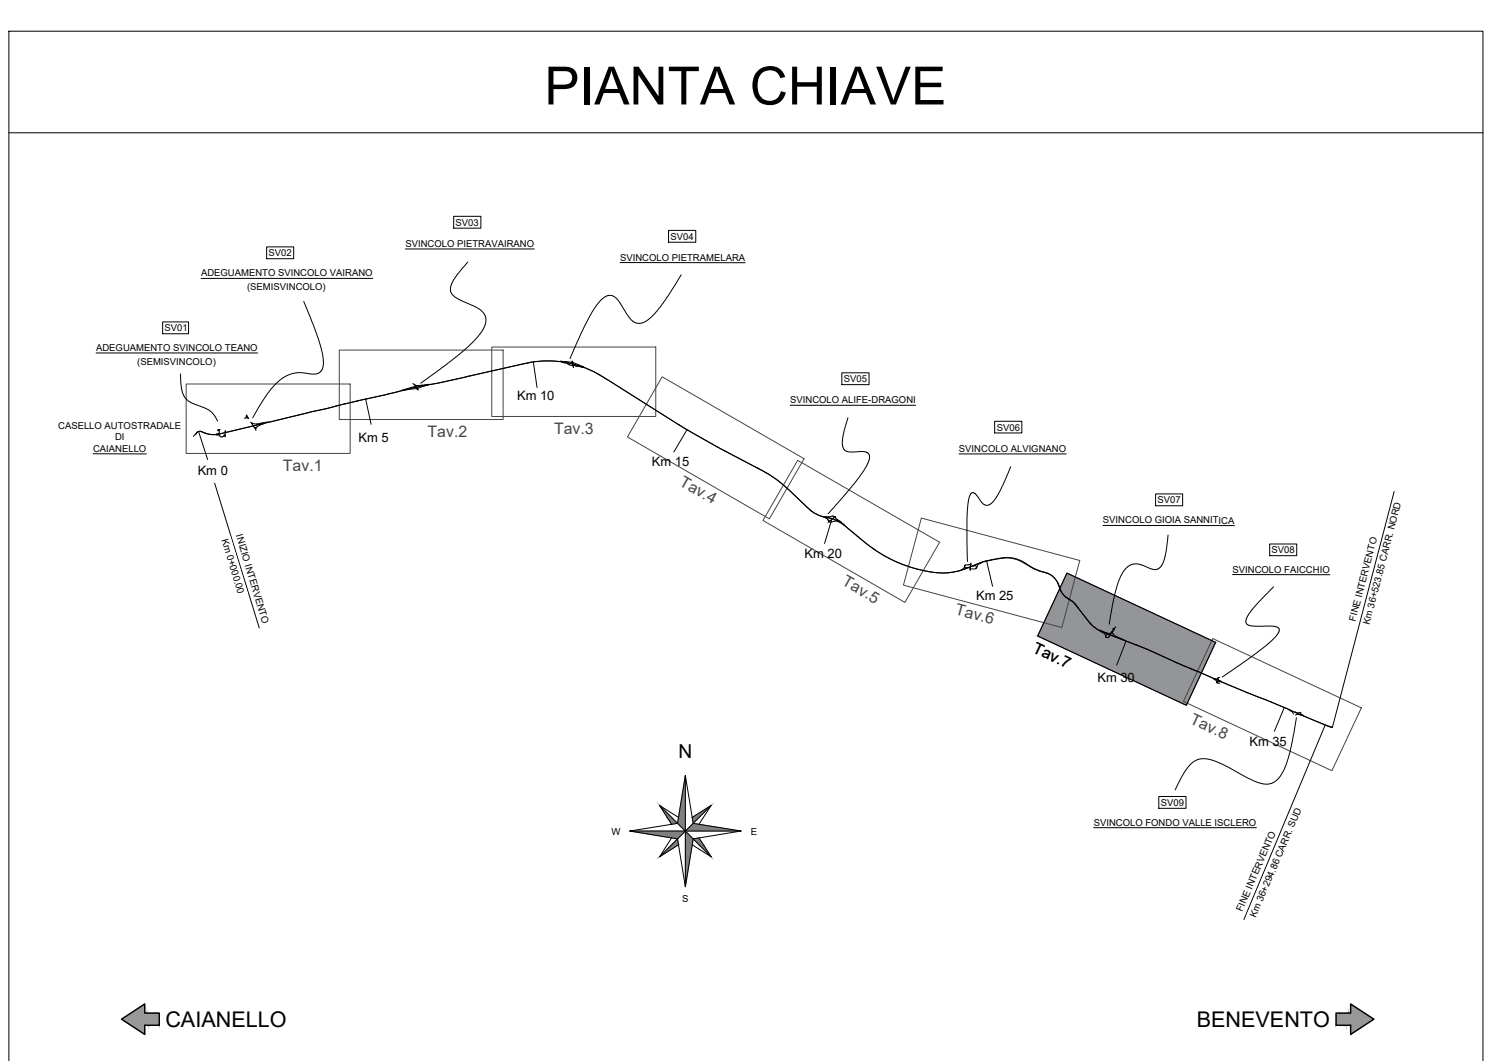 PIANTA CHIAVE
SV03
SVINCOLO PIETRAVAIRANO
SV04
SVINCOLO PIETRAMELARA
SV02
ADEGUAMENTO SVINCOLO VAIRANO
(SEMISVINCOLO)
SV01
ADEGUAMENTO SVINCOLO TEANO
(SEMISVINCOLO)
CASELLO AUTOSTRADALE
DI
CAIANELLO
Km 0
Tav.1
Km 5
Tav.2
Km 10
Tav.3
SV05
SVINCOLO ALIFE-DRAGONI
Km 15
Tav.4
SV06
SVINCOLO ALVIGNANO
SV07
SVINCOLO GIOIA SANNITICA
SV08
SVINCOLO FAICCHIO
INIZIO INTERVENTO
Km 0+000.00
FINE INTERVENTO
Km 36+523.85 CARR. NORD
Km 20
Tav.5
Km 25
Tav.6
Tav.7
Km 30
Tav.8
Km 35
SV09
SVINCOLO FONDO VALLE ISCLERO
FINE INTERVENTO
Km 36+294.86 CARR. SUD
N
W
E
S
CAIANELLO
BENEVENTO